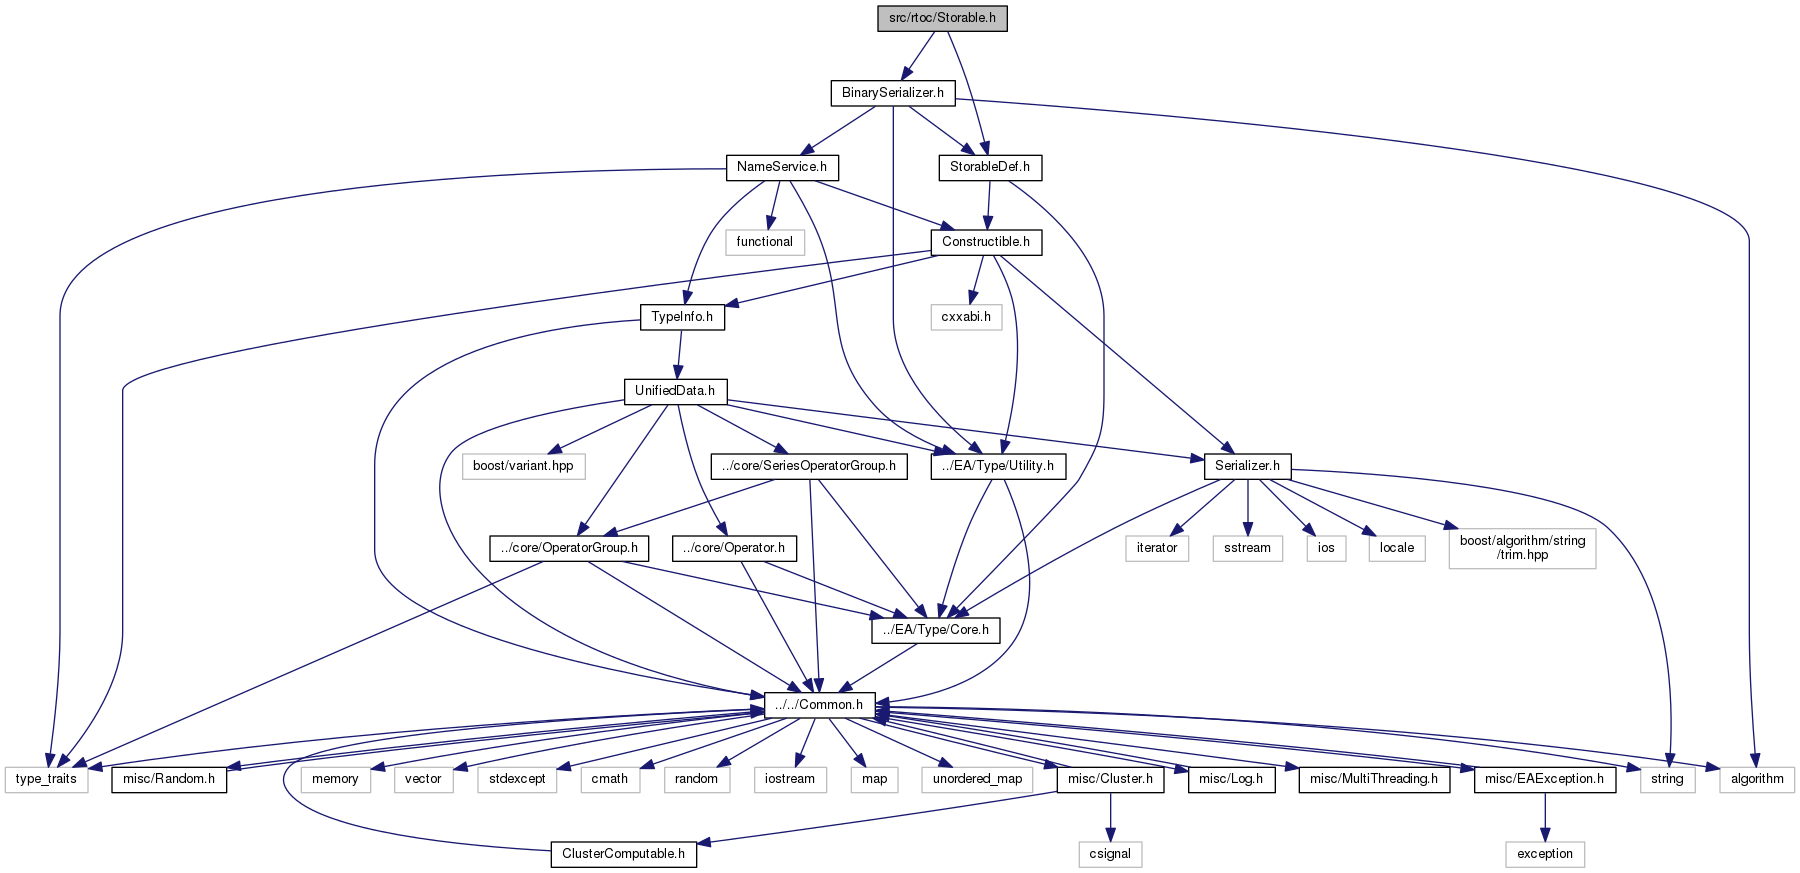 src/rtoc/Storable.h
BinarySerializer.h
NameService.h
StorableDef.h
functional
Constructible.h
TypeInfo.h
cxxabi.h
UnifiedData.h
boost/variant.hpp
../core/SeriesOperatorGroup.h
../EA/Type/Utility.h
Serializer.h
../core/OperatorGroup.h
../core/Operator.h
iterator
sstream
ios
locale
boost/algorithm/string
/trim.hpp
../EA/Type/Core.h
../../Common.h
type_traits
misc/Random.h
memory
vector
stdexcept
cmath
random
iostream
map
unordered_map
misc/Cluster.h
misc/Log.h
misc/MultiThreading.h
misc/EAException.h
string
algorithm
ClusterComputable.h
csignal
exception